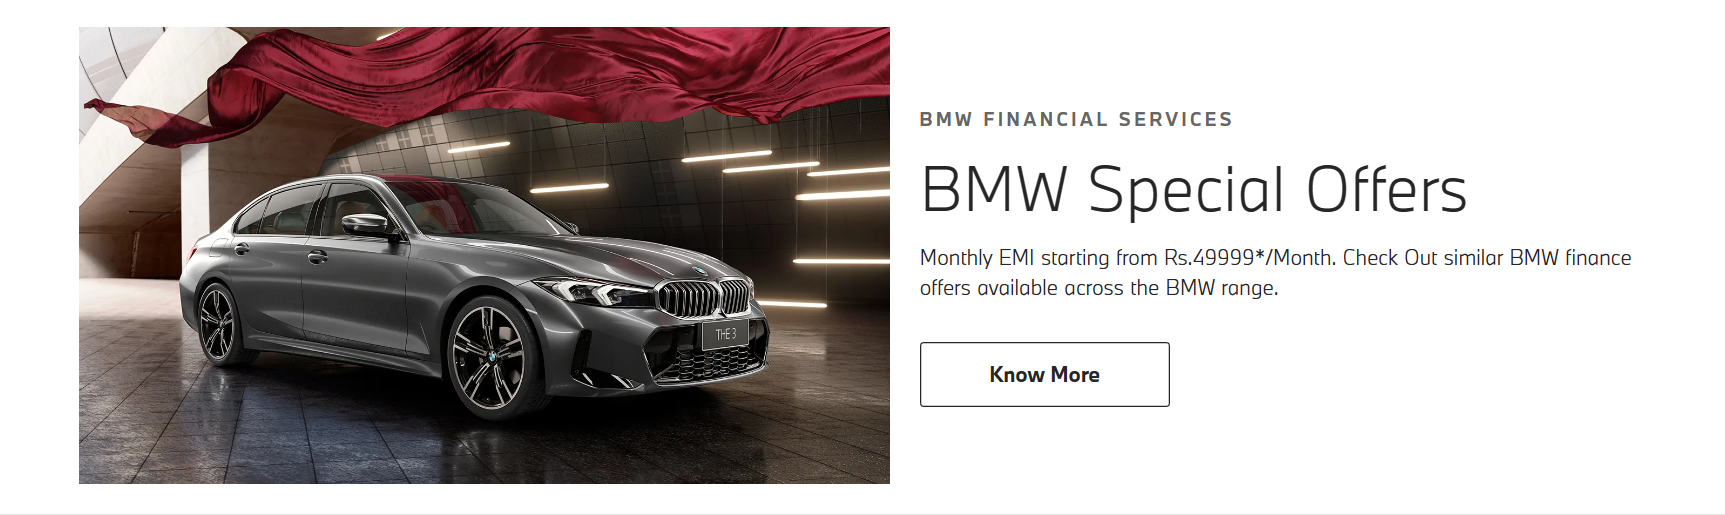 BMW FINANCIAL SERVICES
BMW Special Offers
Monthly EMI starting from Rs.49999*/Month. Check Out similar BMW finance
offers available across the BMW range.
THE 3
Know More